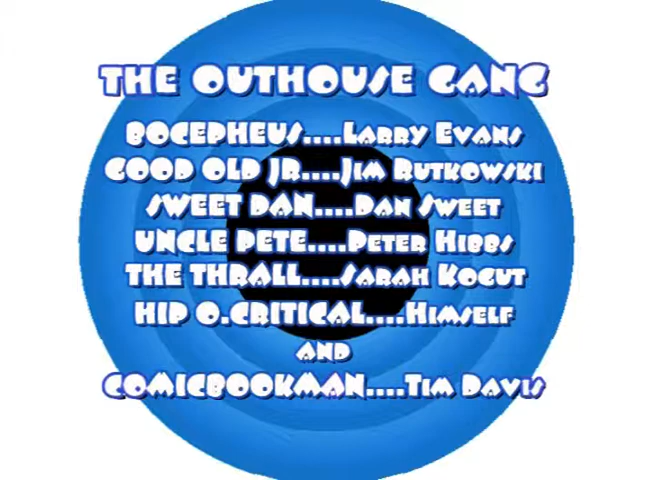 THE OUTHOUSE GANG
BOCEPHEUS....Larry Evans
GOOD OLD JR....Jim Rutkowski
SWEET DAN....Dan Sweet
UNCLE PETE....Peter Hibbs
THE THRALL....Sarah Kogut
HIP O.CRITICAL....Himself
and
COMICBOOKMAN....Tim Davis